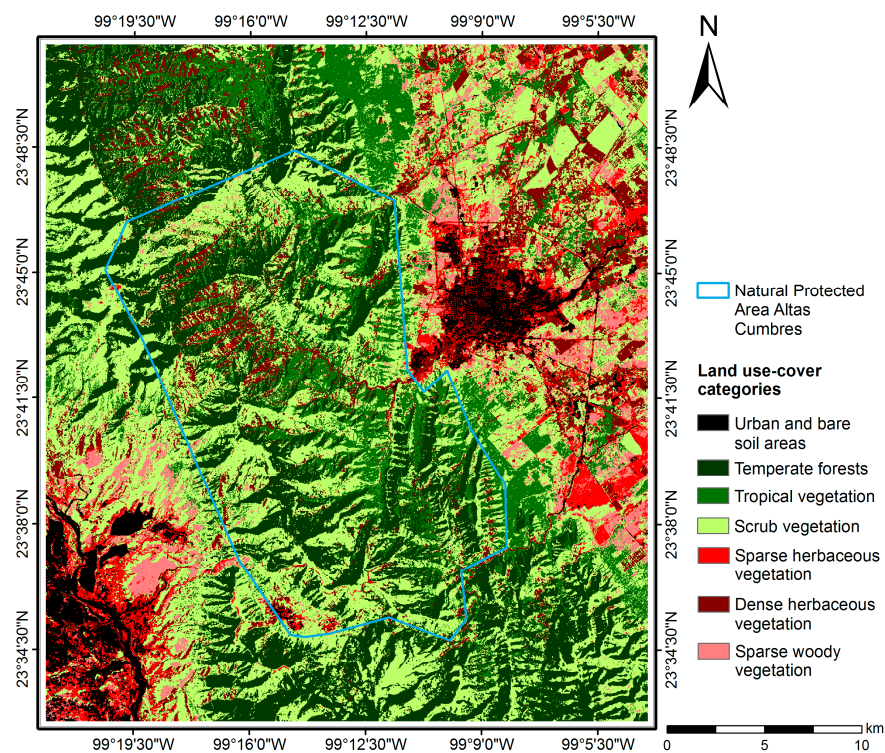 99°19'30"W 99°16'0"W 99°12'30"W 99°9'0"W 99°5'30"W
N
23°48'30"N 23°48'30"N
23°45'0"N 23°45'0"N
23°41'30"N 23°41'30"N
23°38'0"N 23°38'0"N
23°34'30"N 23°34'30"N
Natural Protected
Area Altas
Cumbres
Land use-cover
categories
Urban and bare
soil areas
Temperate forests
Tropical vegetation
Scrub vegetation
Sparse herbaceous
vegetation
Dense herbaceous
vegetation
Sparse woody
vegetation
km
0 5 10
99°19'30"W 99°16'0"W 99°12'30"W 99°9'0"W 99°5'30"W